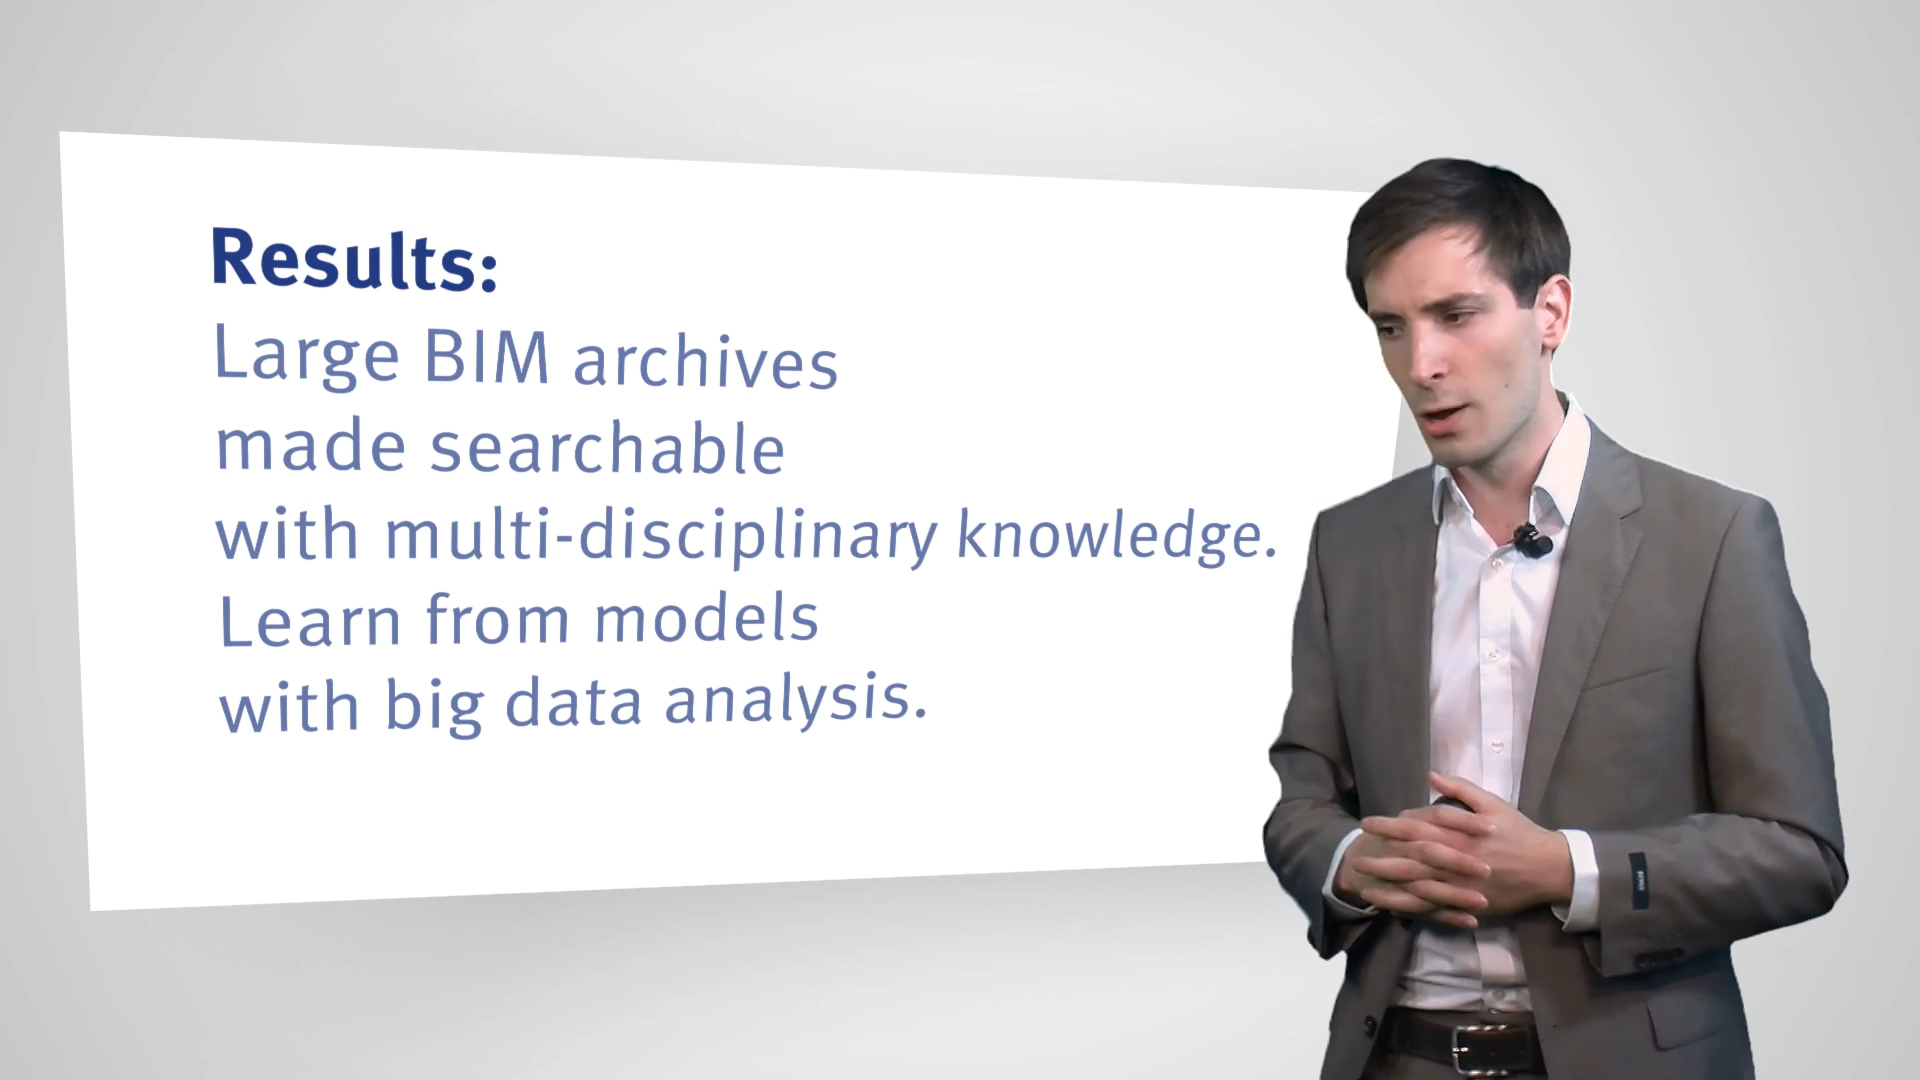 Results:
Large BIM archives
made searchable
with multi-disciplinary knowledge.
Learn from models
with big data analysis.